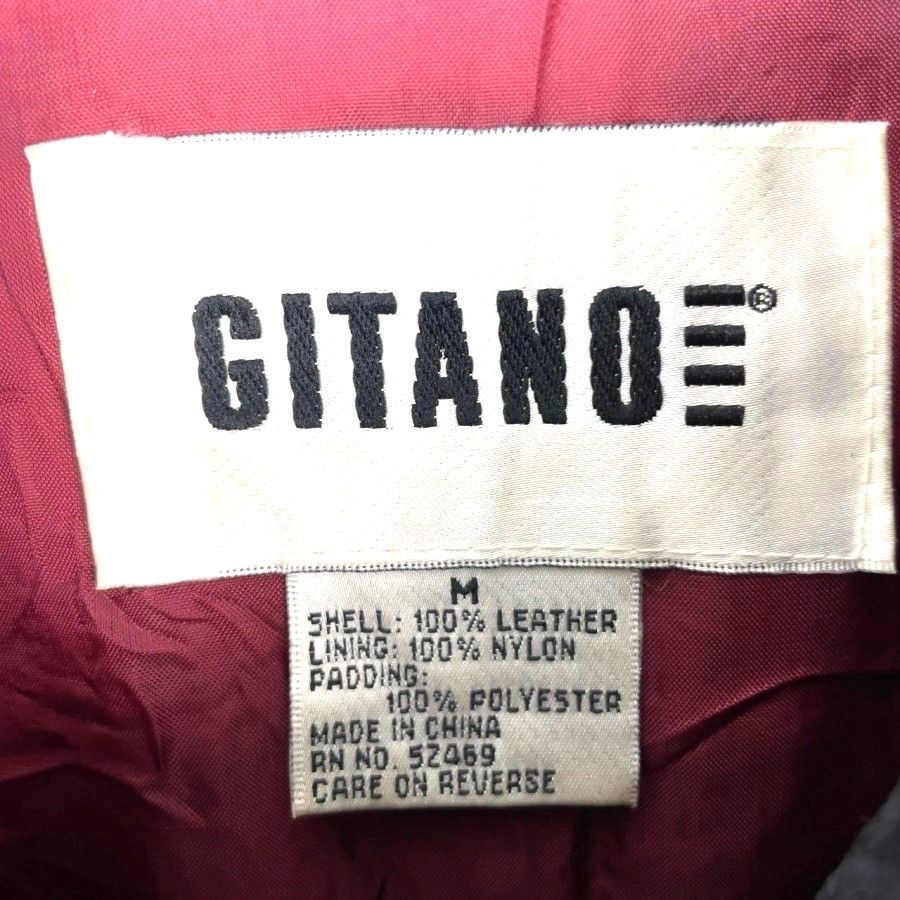 GITANO ®
M
SHELL: 100% LEATHER
LINING: 100% NYLON
PADDING:
100% POLYESTER
MADE IN CHINA
RN NO. 52469
CARE ON REVERSE